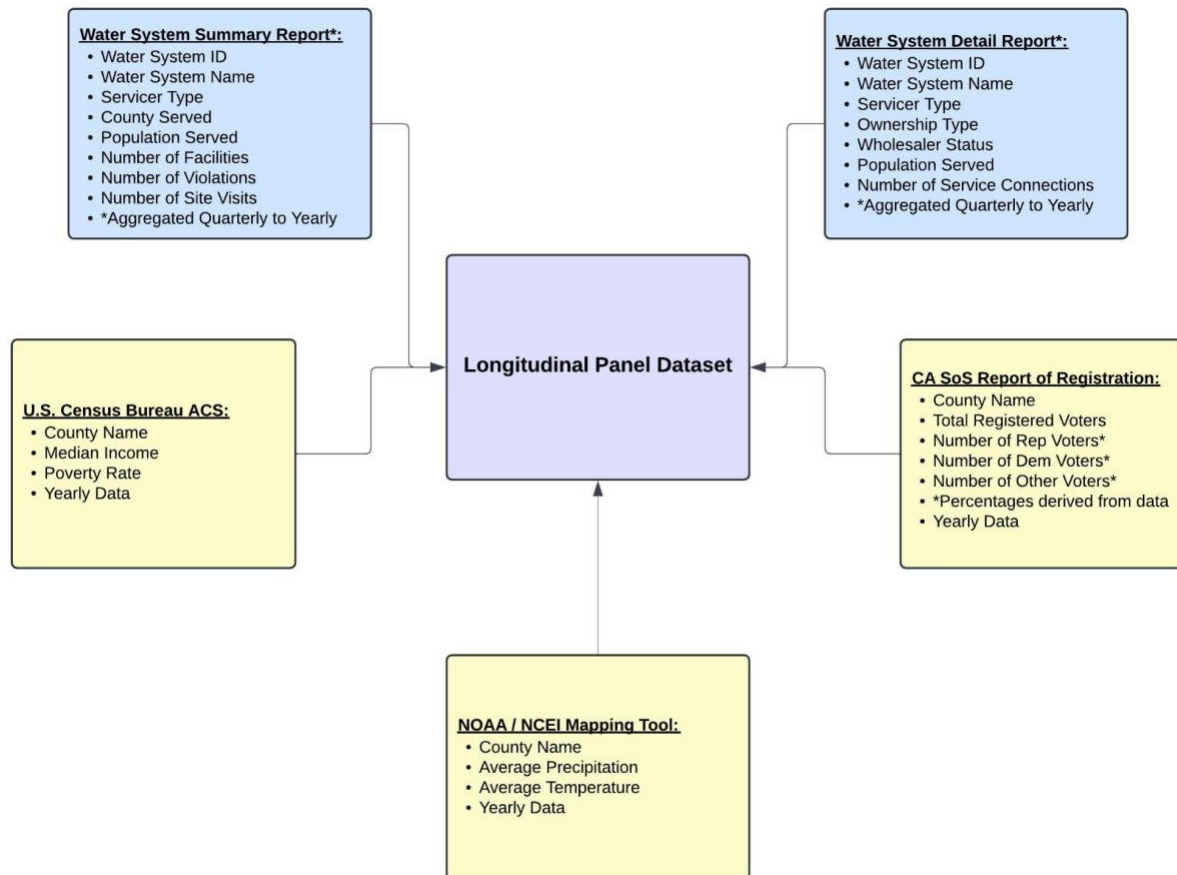 Water System Summary Report*:
• Water System ID
• Water System Name
• Servicer Type
• County Served
• Population Served
• Number of Facilities
• Number of Violations
• Number of Site Visits
• *Aggregated Quarterly to Yearly
Water System Detail Report*:
• Water System ID
• Water System Name
• Servicer Type
• Ownership Type
• Wholesaler Status
• Population Served
• Number of Service Connections
• *Aggregated Quarterly to Yearly
Longitudinal Panel Dataset
U.S. Census Bureau ACS:
• County Name
• Median Income
• Poverty Rate
• Yearly Data
CA SoS Report of Registration:
• County Name
• Total Registered Voters
• Number of Rep Voters*
• Number of Dem Voters*
• Number of Other Voters*
• *Percentages derived from data
• Yearly Data
NOAA / NCEI Mapping Tool:
• County Name
• Average Precipitation
• Average Temperature
• Yearly Data